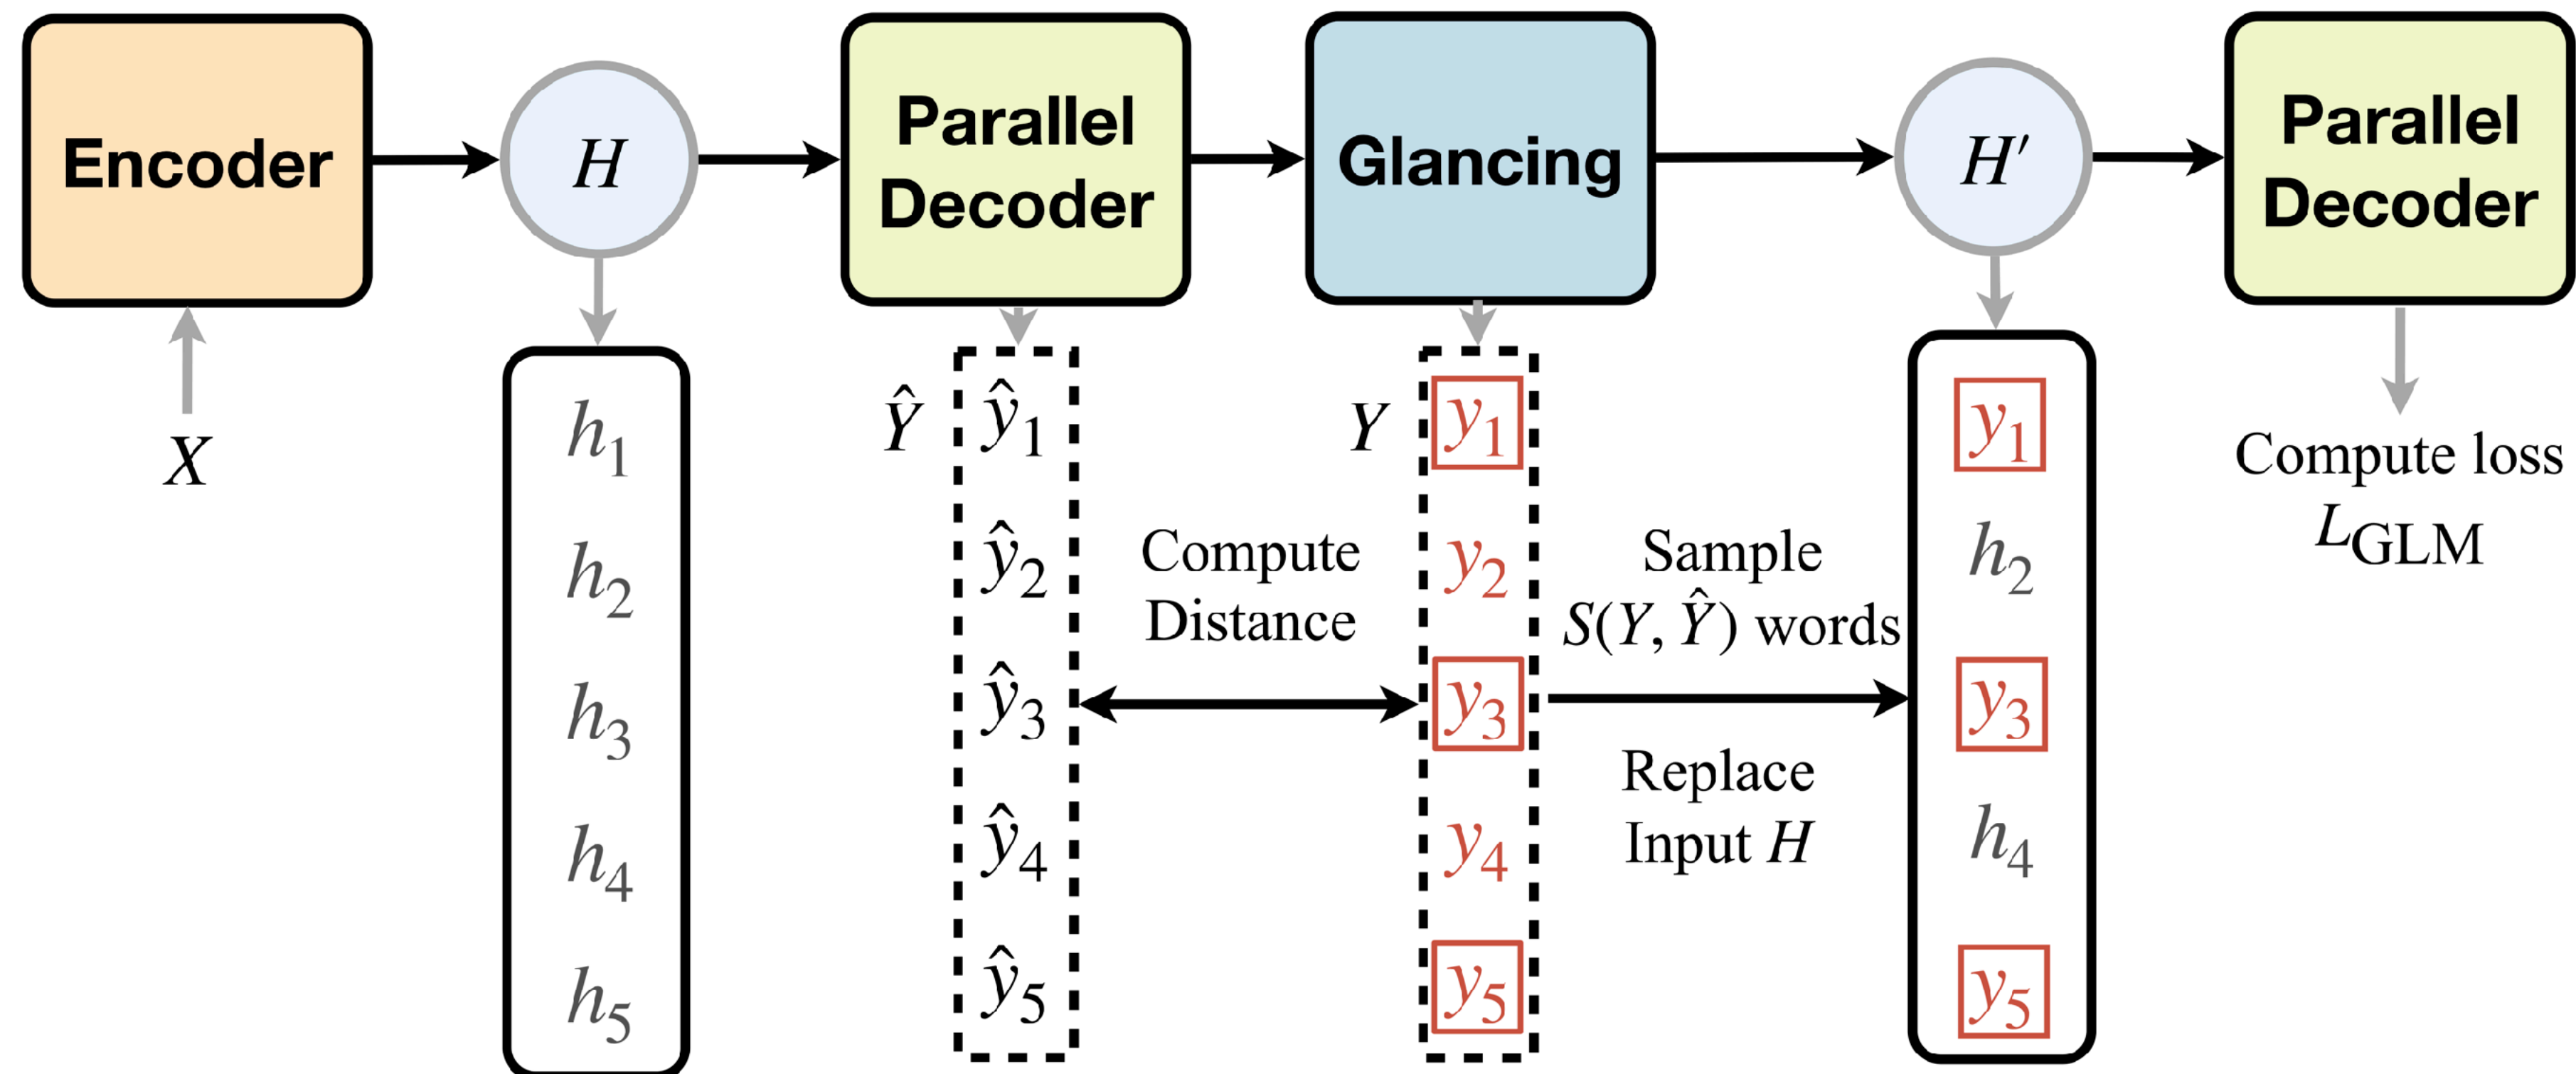 Encoder
H
Parallel
Decoder
Glancing
H′
Parallel
Decoder
X
h₁
h₂
h₃
h₄
h₅
Ŷ
ŷ₁
ŷ₂
ŷ₃
ŷ₄
ŷ₅
Compute
Distance
Y
y₁
y₂
y₃
y₄
y₅
Sample
S(Y, Ŷ) words
Replace
Input H
y₁
h₂
y₃
h₄
y₅
Compute loss
L_GLM